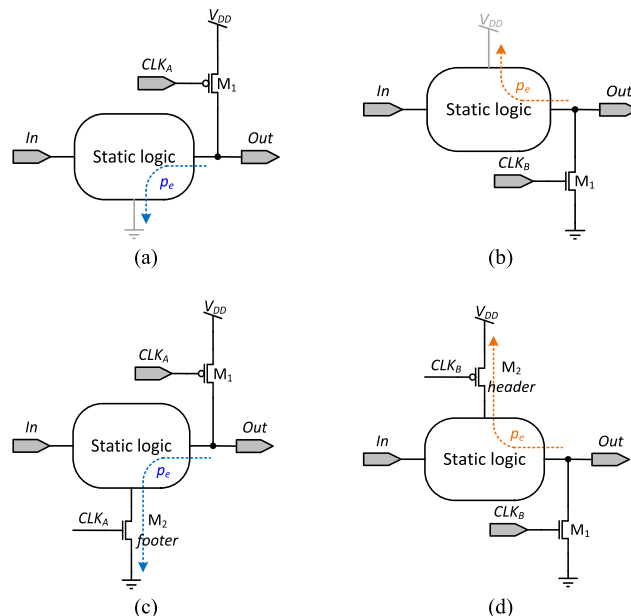 V_DD
CLK_A
M_1
In
Static logic
Out
p_e
(a)
V_DD
p_e
In
Static logic
Out
CLK_B
M_1
(b)
V_DD
CLK_A
M_1
In
Static logic
Out
p_e
CLK_A
M_2
footer
(c)
V_DD
CLK_B
M_2
header
In
p_e
Out
Static logic
CLK_B
M_1
(d)